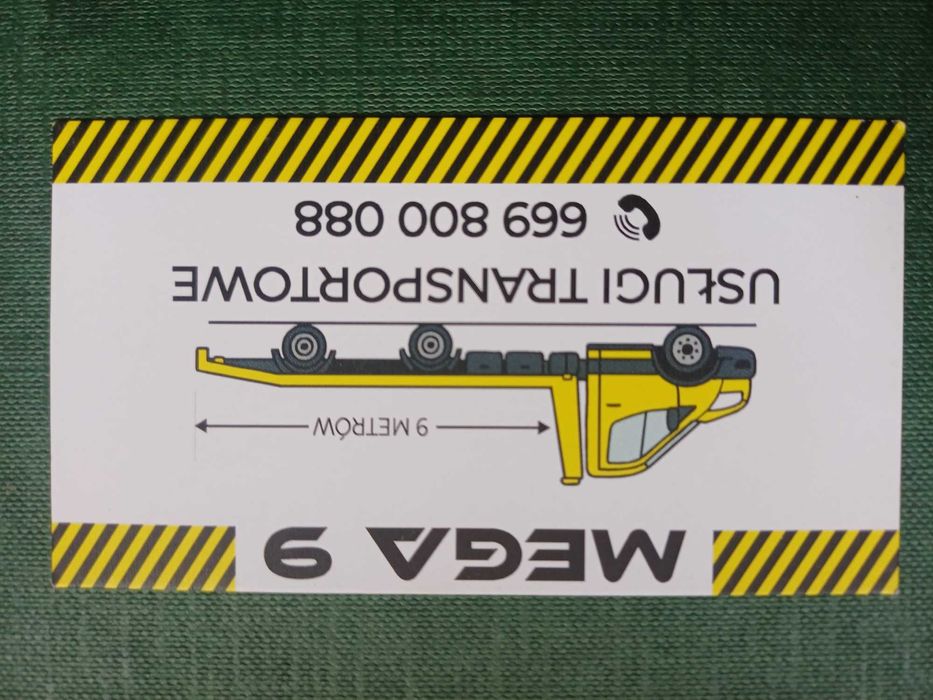 MEGA 9
9 METRÓW
USŁUGI TRANSPORTOWE
669 800 088